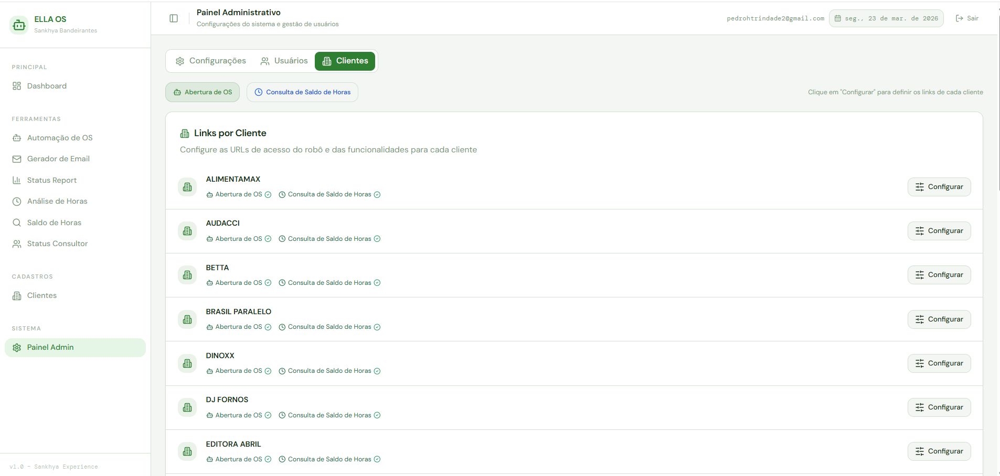 ELLA OS
Sankhya Bandeirantes
PRINCIPAL
Dashboard
FERRAMENTAS
Automação de OS
Gerador de Email
Status Report
Análise de Horas
Saldo de Horas
Status Consultor
CADASTROS
Clientes
SISTEMA
Painel Admin
v1.0 - Sankhya Experience
Painel Administrativo
Configurações do sistema e gestão de usuários
pedrohtrindade2@gmail.com
seg., 23 de mar. de 2026
Sair
Configurações
Usuários
Clientes
Abertura de OS
Consulta de Saldo de Horas
Clique em "Configurar" para definir os links de cada cliente
Links por Cliente
Configure as URLs de acesso do robô e das funcionalidades para cada cliente
ALIMENTAMAX
Abertura de OS Consulta de Saldo de Horas
Configurar
AUDACCI
Abertura de OS Consulta de Saldo de Horas
Configurar
BETTA
Abertura de OS Consulta de Saldo de Horas
Configurar
BRASIL PARALELO
Abertura de OS Consulta de Saldo de Horas
Configurar
DINOXX
Abertura de OS Consulta de Saldo de Horas
Configurar
DJ FORNOS
Abertura de OS Consulta de Saldo de Horas
Configurar
EDITORA ABRIL
Abertura de OS Consulta de Saldo de Horas
Configurar